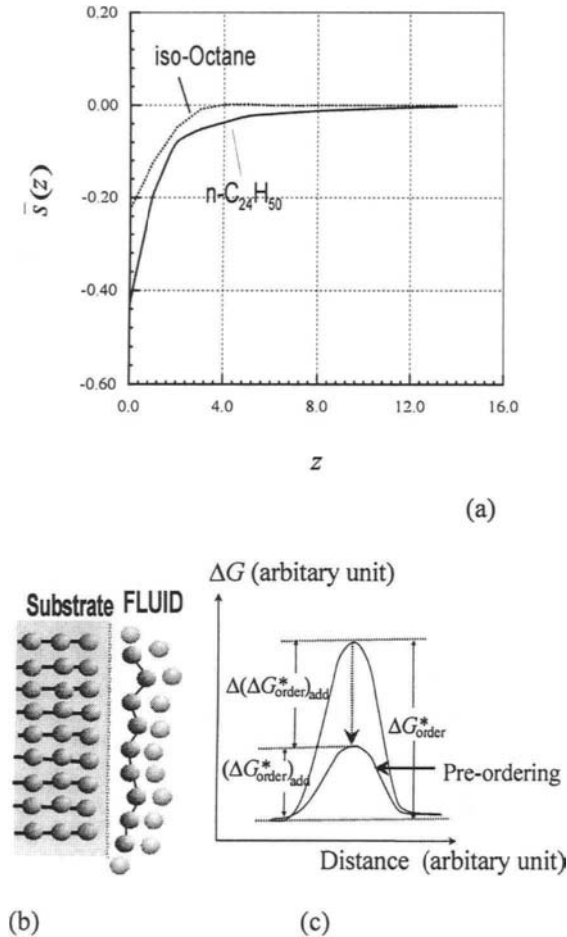 0.20
0.00
-0.20
-0.40
-0.60
0.0 4.0 8.0 12.0 16.0
s̄(z)
z
iso-Octane
n-C24H50
(a)
Substrate FLUID
(b)
ΔG (arbitary unit)
Δ(ΔG*order)add
(ΔG*order)add
ΔG*order
Pre-ordering
Distance (arbitary unit)
(c)